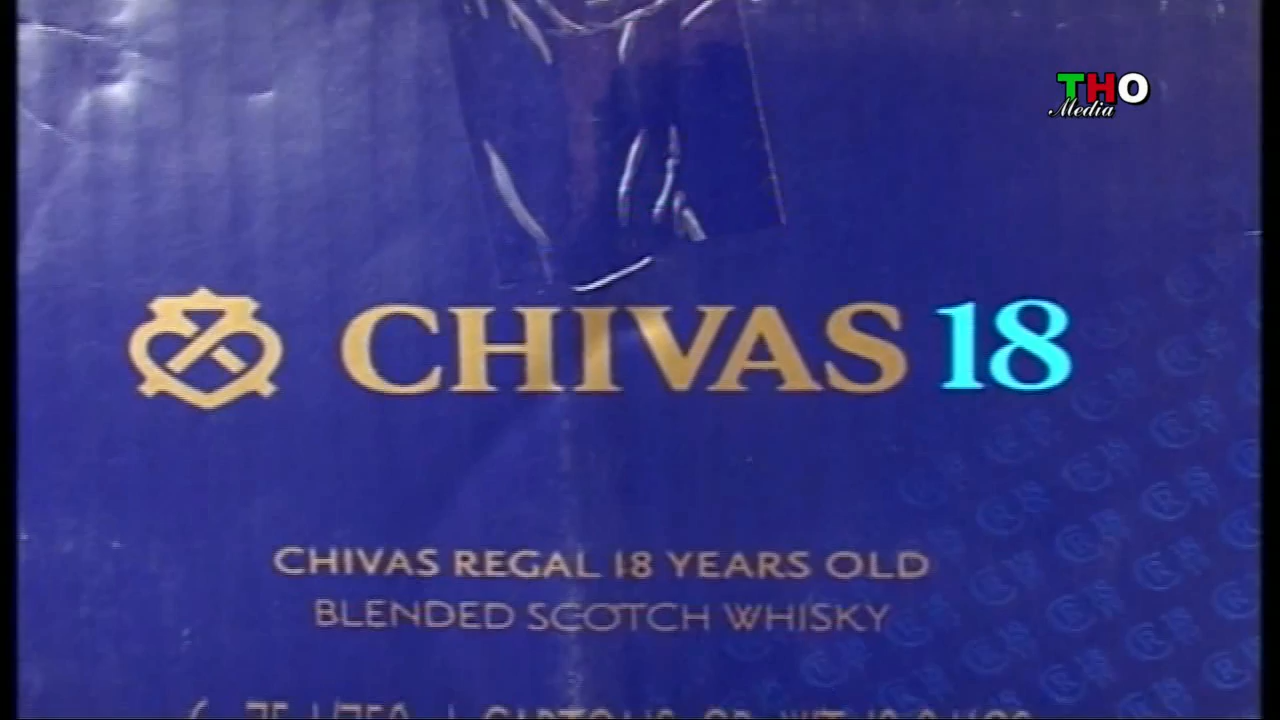 THO
Media
CHIVAS 18
CHIVAS REGAL 18 YEARS OLD
BLENDED SCOTCH WHISKY